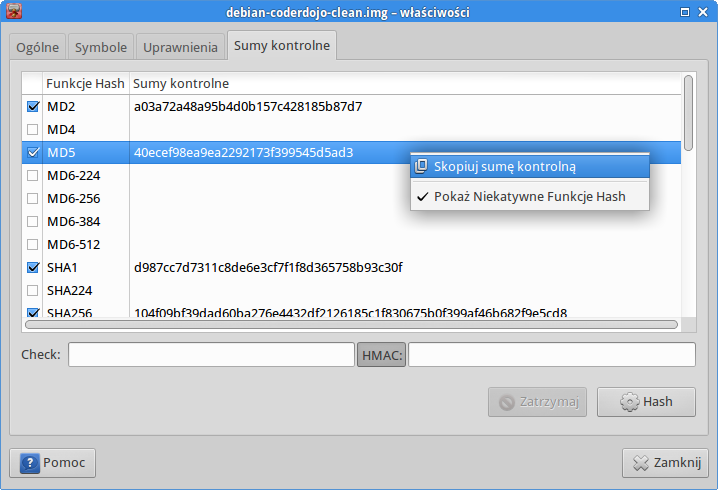 debian-coderdojo-clean.img – właściwości
Ogólne Symbole Uprawnienia Sumy kontrolne
Funkcje Hash Sumy kontrolne
MD2 a03a72a48a95b4d0b157c428185b87d7
MD4
MD5 40ecef98ea9ea2292173f399545d5ad3
Skopiuj sumę kontrolną
MD6-224
MD6-256 Pokaż Niekatywne Funkcje Hash
MD6-384
MD6-512
SHA1 d987cc7d7311c8de6e3cf7f1f8d365758b93c30f
SHA224
SHA256 104f09bf39dad60ba276e4432df2126185c1f830675b0f399af46b682f9e5cd8
Check: HMAC:
Zatrzymaj Hash
Pomoc Zamknij